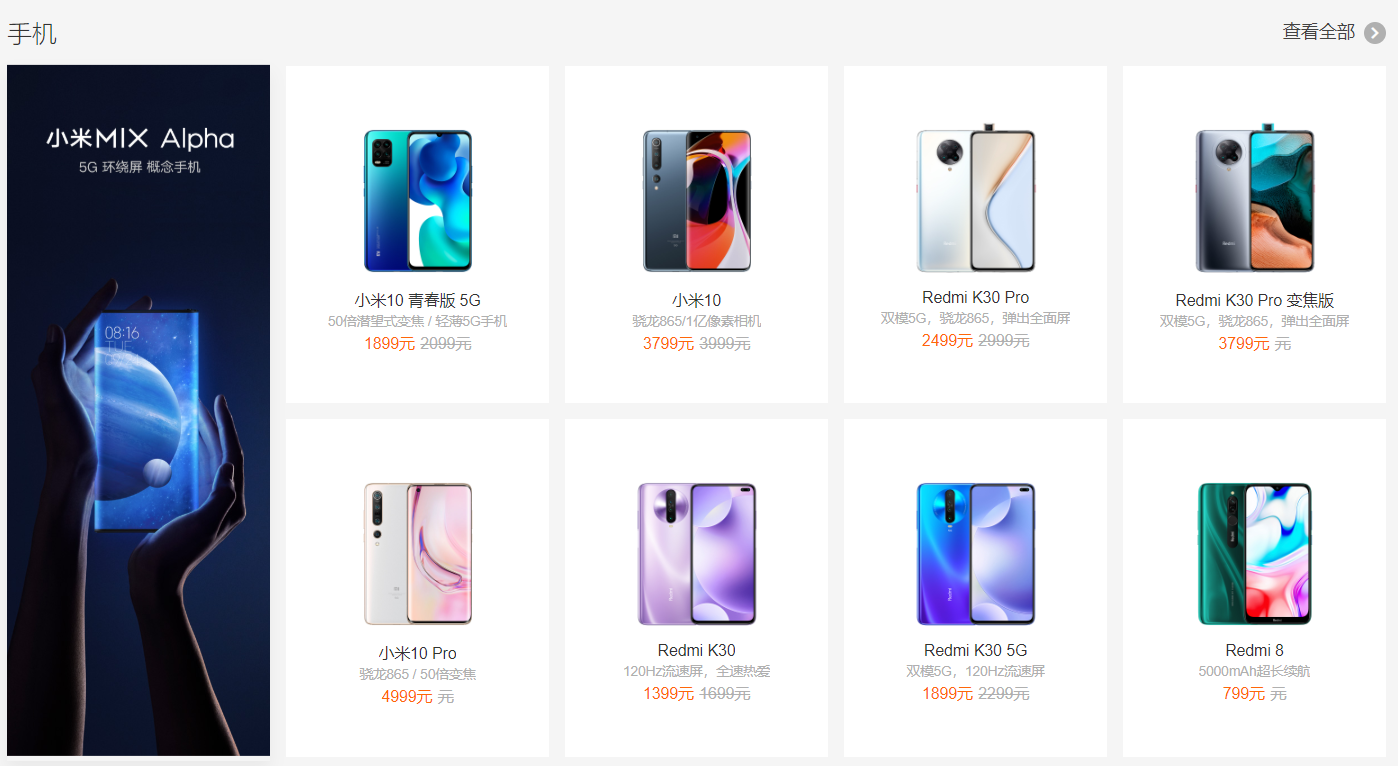 手机
查看全部
小米MIX Alpha
5G 环绕屏 概念手机
08:16
TUE
小米10 青春版 5G
50倍潜望式变焦 / 轻薄5G手机
1899元 2099元
小米10
骁龙865/1亿像素相机
3799元 3999元
Redmi K30 Pro
双模5G，骁龙865，弹出全面屏
2499元 2999元
Redmi K30 Pro 变焦版
双模5G，骁龙865，弹出全面屏
3799元 元
小米10 Pro
骁龙865 / 50倍变焦
4999元 元
Redmi K30
120Hz流速屏，全速热爱
1399元 1699元
Redmi K30 5G
双模5G，120Hz流速屏
1899元 2299元
Redmi 8
5000mAh超长续航
799元 元